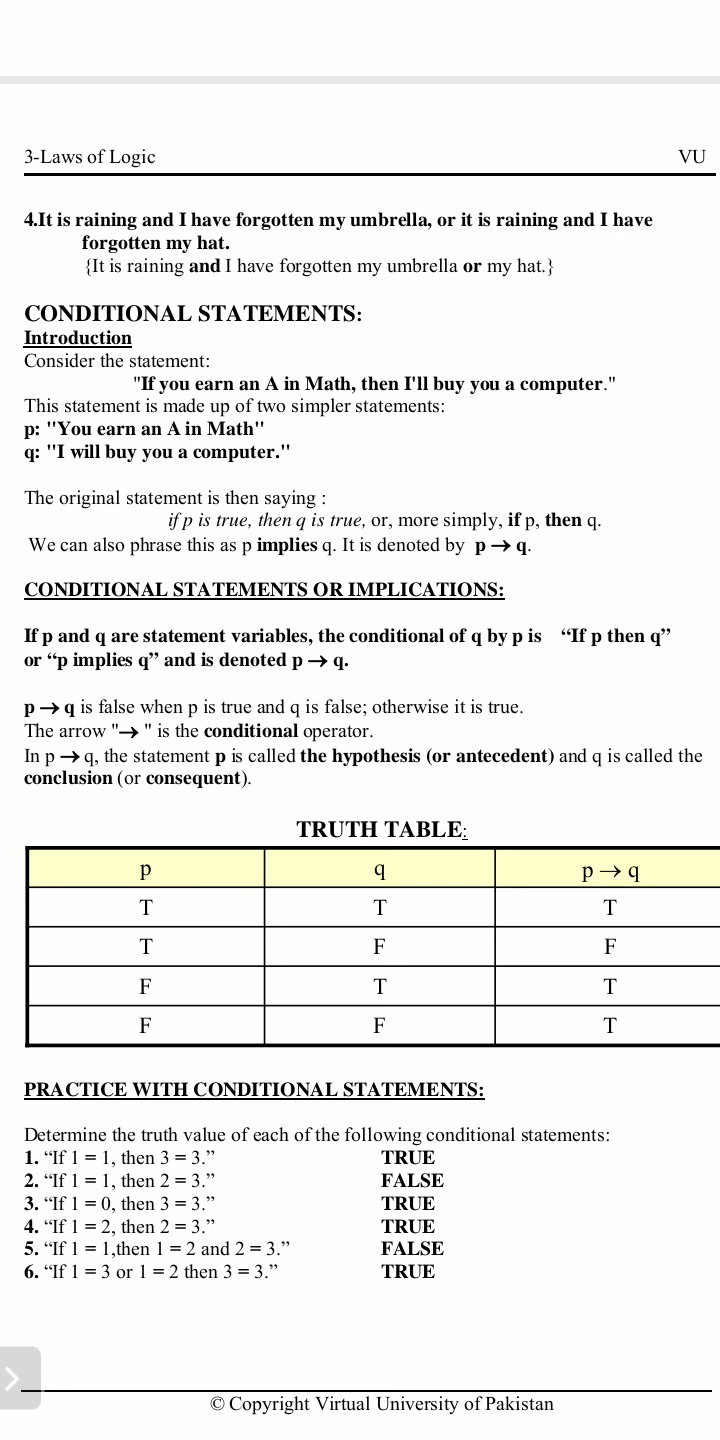 3-Laws of Logic VU
4.It is raining and I have forgotten my umbrella, or it is raining and I have
forgotten my hat.
{It is raining and I have forgotten my umbrella or my hat.}
CONDITIONAL STATEMENTS:
Introduction
Consider the statement:
"If you earn an A in Math, then I'll buy you a computer."
This statement is made up of two simpler statements:
p: "You earn an A in Math"
q: "I will buy you a computer."
The original statement is then saying :
if p is true, then q is true, or, more simply, if p, then q.
We can also phrase this as p implies q. It is denoted by p → q.
CONDITIONAL STATEMENTS OR IMPLICATIONS:
If p and q are statement variables, the conditional of q by p is “If p then q”
or “p implies q” and is denoted p → q.
p → q is false when p is true and q is false; otherwise it is true.
The arrow "→ " is the conditional operator.
In p → q, the statement p is called the hypothesis (or antecedent) and q is called the
conclusion (or consequent).
TRUTH TABLE:
p q p → q
T T T
T F F
F T T
F F T
PRACTICE WITH CONDITIONAL STATEMENTS:
Determine the truth value of each of the following conditional statements:
1. “If 1 = 1, then 3 = 3.” TRUE
2. “If 1 = 1, then 2 = 3.” FALSE
3. “If 1 = 0, then 3 = 3.” TRUE
4. “If 1 = 2, then 2 = 3.” TRUE
5. “If 1 = 1,then 1 = 2 and 2 = 3.” FALSE
6. “If 1 = 3 or 1 = 2 then 3 = 3.” TRUE
© Copyright Virtual University of Pakistan